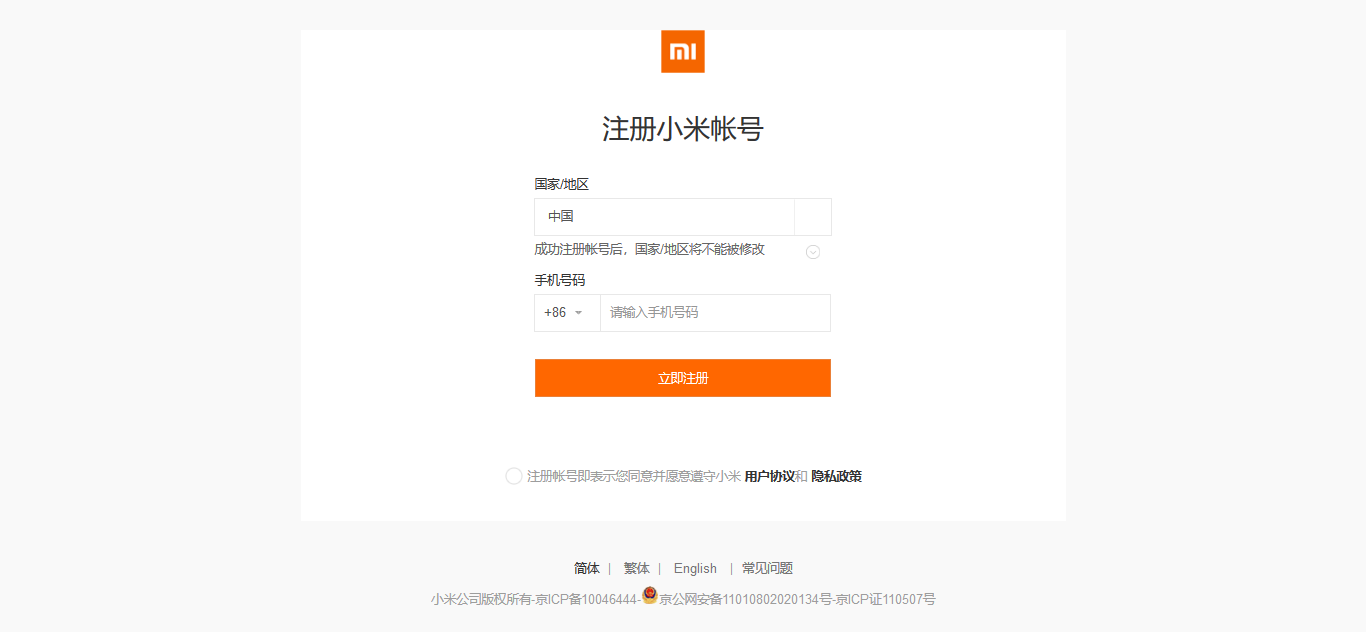 mi
注册小米帐号
国家/地区
中国
成功注册帐号后，国家/地区将不能被修改
手机号码
+86 请输入手机号码
立即注册
注册帐号即表示您同意并愿意遵守小米 用户协议和 隐私政策
简体 | 繁体 | English | 常见问题
小米公司版权所有-京ICP备10046444-京公网安备11010802020134号-京ICP证110507号